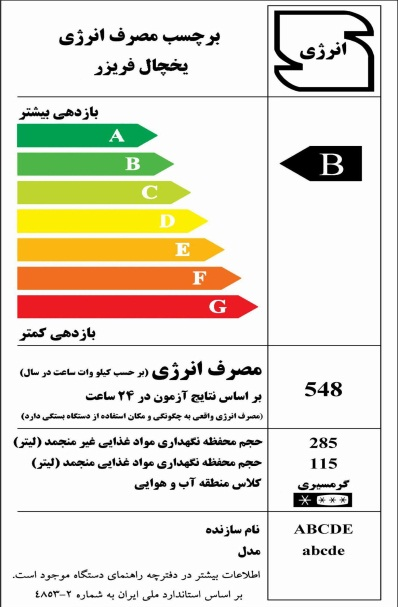 برچسب مصرف انرژی
یخچال فریزر
انرژی
بازدهی بیشتر
A
B
B
C
D
E
F
G
بازدهی کمتر
مصرف انرژی (بر حسب کیلو وات ساعت در سال)
بر اساس نتایج آزمون در ۲۴ ساعت
548
(مصرف انرژی واقعی به چگونگی و مکان استفاده از دستگاه بستگی دارد)
حجم محفظه نگهداری مواد غذایی غیر منجمد (لیتر) 285
حجم محفظه نگهداری مواد غذایی منجمد (لیتر) 115
کلاس منطقه آب و هوایی گرمسیری
نام سازنده ABCDE
مدل abcde
اطلاعات بیشتر در دفترچه راهنمای دستگاه موجود است.
بر اساس استاندارد ملی ایران به شماره ۲-۴۸۵۳